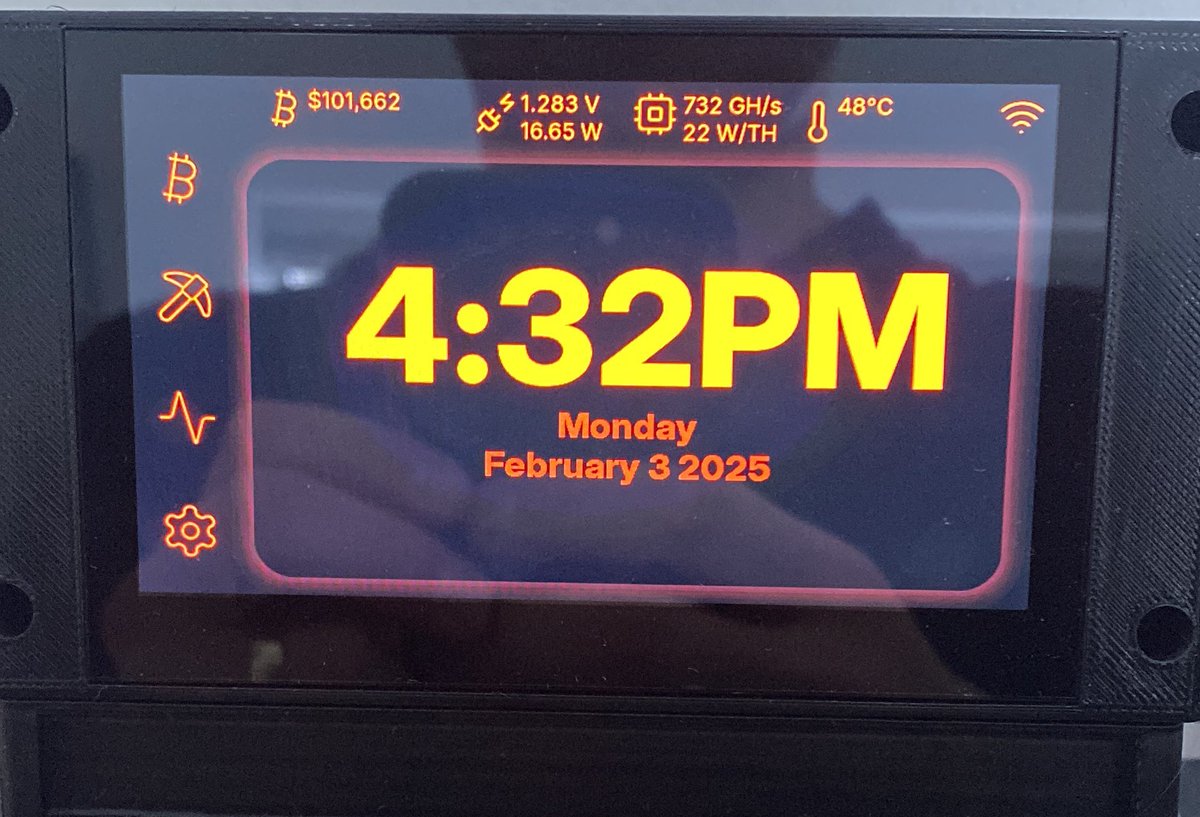 $101,662
1.283 V
16.65 W
732 GH/s
22 W/TH
48°C
4:32PM
Monday
February 3 2025